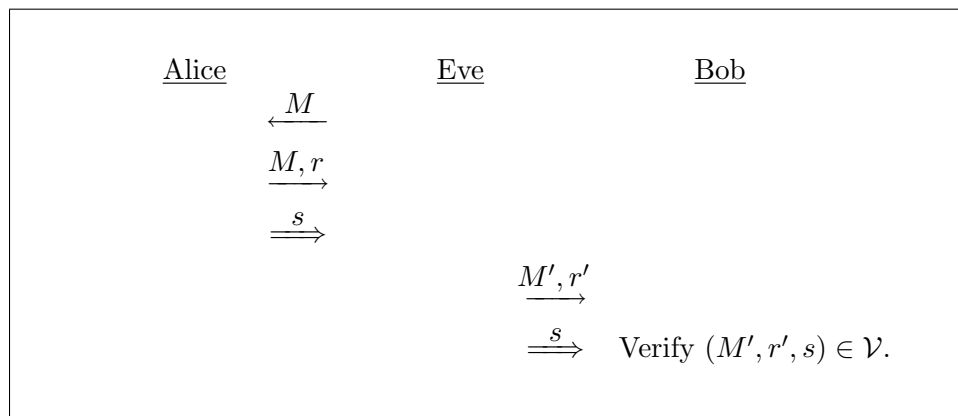 Alice Eve Bob
M
M, r
s
M′, r′
s Verify (M′, r′, s) ∈ 𝒱.